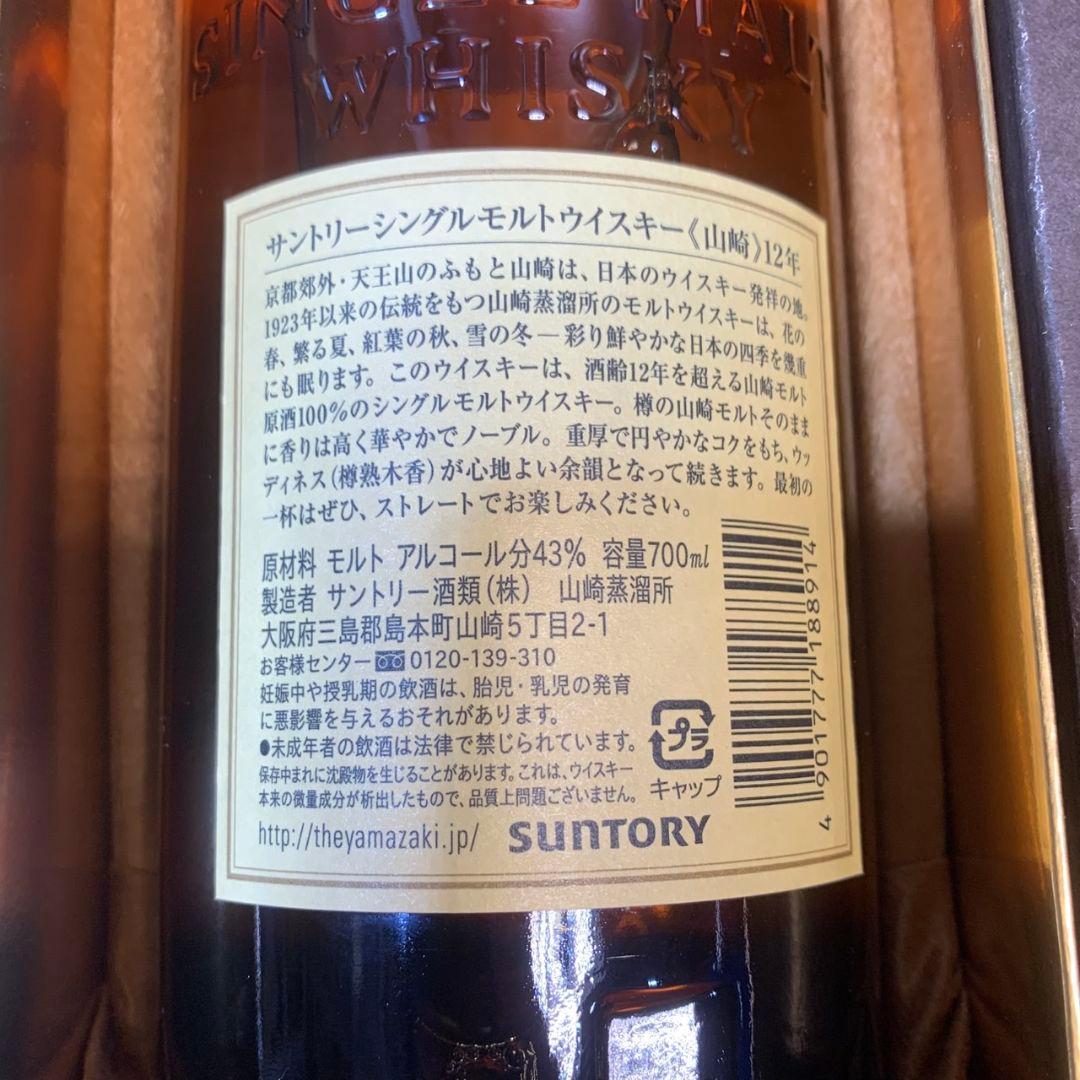 SINGLE MALT
WHISKY
サントリーシングルモルトウイスキー《山崎》12年
京都郊外・天王山のふもと山崎は、日本のウイスキー発祥の地。
1923年以来の伝統をもつ山崎蒸溜所のモルトウイスキーは、花の
春、繁る夏、紅葉の秋、雪の冬―彩り鮮やかな日本の四季を幾重
にも眠ります。このウイスキーは、酒齢12年を超える山崎モルト
原酒100%のシングルモルトウイスキー。樽の山崎モルトそのまま
に香りは高く華やかでノーブル。重厚で円やかなコクをもち、ウッ
ディネス(樽熟木香)が心地よい余韻となって続きます。最初の
一杯はぜひ、ストレートでお楽しみください。
原材料 モルト アルコール分43% 容量700ml
製造者 サントリー酒類(株) 山崎蒸溜所
大阪府三島郡島本町山崎5丁目2-1
お客様センター 0120-139-310
妊娠中や授乳期の飲酒は、胎児・乳児の発育
に悪影響を与えるおそれがあります。
●未成年者の飲酒は法律で禁じられています。
保存中まれに沈殿物を生じることがあります。これは、ウイスキー
本来の微量成分が析出したもので、品質上問題ございません。
プラ
キャップ
http://theyamazaki.jp/
SUNTORY
4901777188914